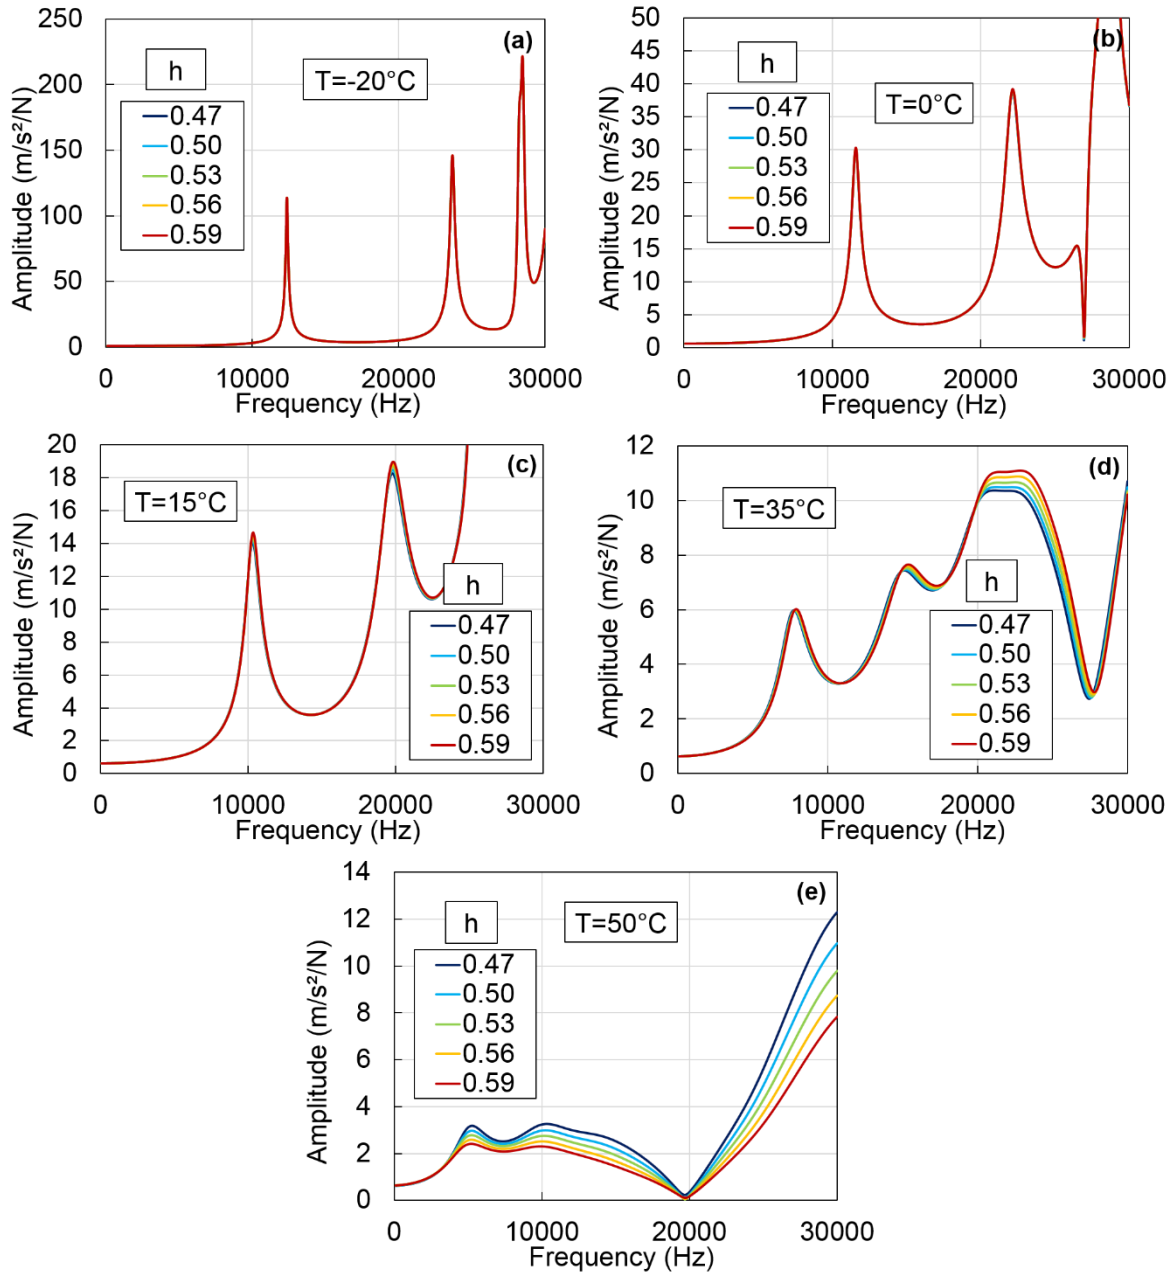 (a)
h
T=-20°C
0.47
0.50
0.53
0.56
0.59
250
200
150
100
50
0
0 10000 20000 30000
Amplitude (m/s²/N)
Frequency (Hz)
(b)
h
T=0°C
0.47
0.50
0.53
0.56
0.59
50
45
40
35
30
25
20
15
10
5
0
0 10000 20000 30000
Amplitude (m/s²/N)
Frequency (Hz)
(c)
T=15°C
h
0.47
0.50
0.53
0.56
0.59
20
18
16
14
12
10
8
6
4
2
0
0 10000 20000 30000
Amplitude (m/s²/N)
Frequency (Hz)
(d)
T=35°C
h
0.47
0.50
0.53
0.56
0.59
12
10
8
6
4
2
0
0 10000 20000 30000
Amplitude (m/s²/N)
Frequency (Hz)
(e)
h
T=50°C
0.47
0.50
0.53
0.56
0.59
14
12
10
8
6
4
2
0
0 10000 20000 30000
Amplitude (m/s²/N)
Frequency (Hz)